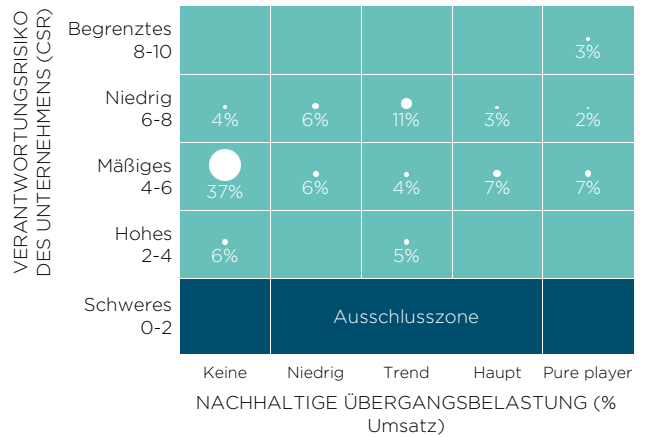 VERANTWORTUNGSRISIKO
DES UNTERNEHMENS (CSR)
Begrenztes
8-10
3%
Niedrig
6-8
4%
6%
11%
3%
2%
Mäßiges
4-6
37%
6%
4%
7%
7%
Hohes
2-4
6%
5%
Schweres
0-2
Ausschlusszone
Keine
Niedrig
Trend
Haupt
Pure player
NACHHALTIGE ÜBERGANGSBELASTUNG (%
Umsatz)